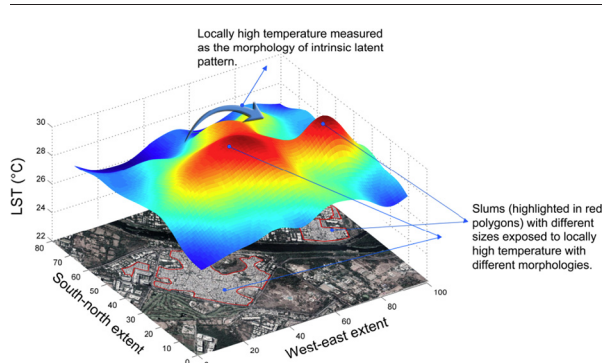 Locally high temperature measured
as the morphology of intrinsic latent
pattern.
30
28
26
24
22
LST (°C)
80
70
60
50
40
30
20
10
0
South-north extent
20
40
60
80
100
West-east extent
Slums (highlighted in red
polygons) with different
sizes exposed to locally
high temperature with
different morphologies.